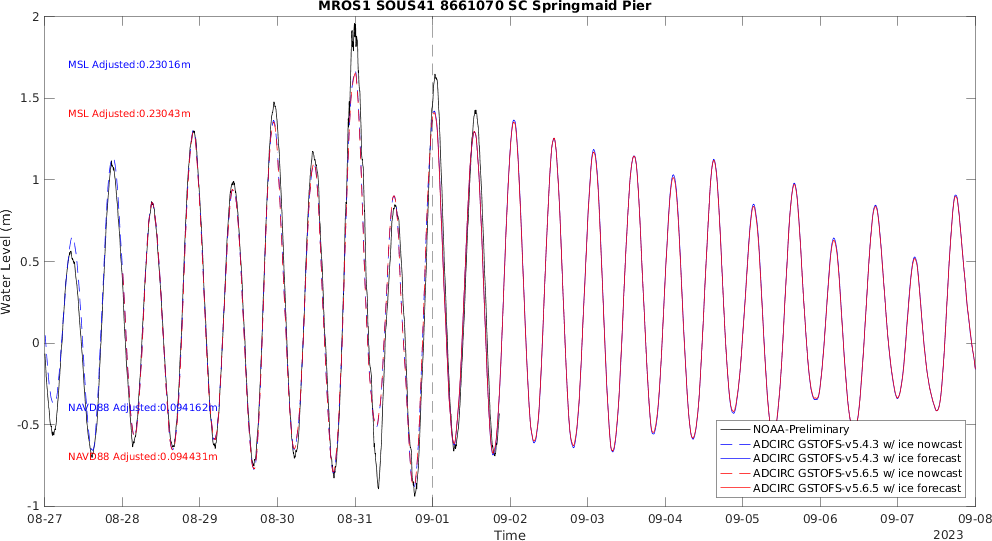 MROS1 SOUS41 8661070 SC Springmaid Pier
Water Level (m)
2
1.5
1
0.5
0
-0.5
-1
MSL Adjusted:0.23016m
MSL Adjusted:0.23043m
NAVD88 Adjusted:0.094162m
NAVD88 Adjusted:0.094431m
NOAA-Preliminary
ADCIRC GSTOFS-v5.4.3 w/ ice nowcast
ADCIRC GSTOFS-v5.4.3 w/ ice forecast
ADCIRC GSTOFS-v5.6.5 w/ ice nowcast
ADCIRC GSTOFS-v5.6.5 w/ ice forecast
08-27 08-28 08-29 08-30 08-31 09-01 09-02 09-03 09-04 09-05 09-06 09-07 09-08
Time
2023